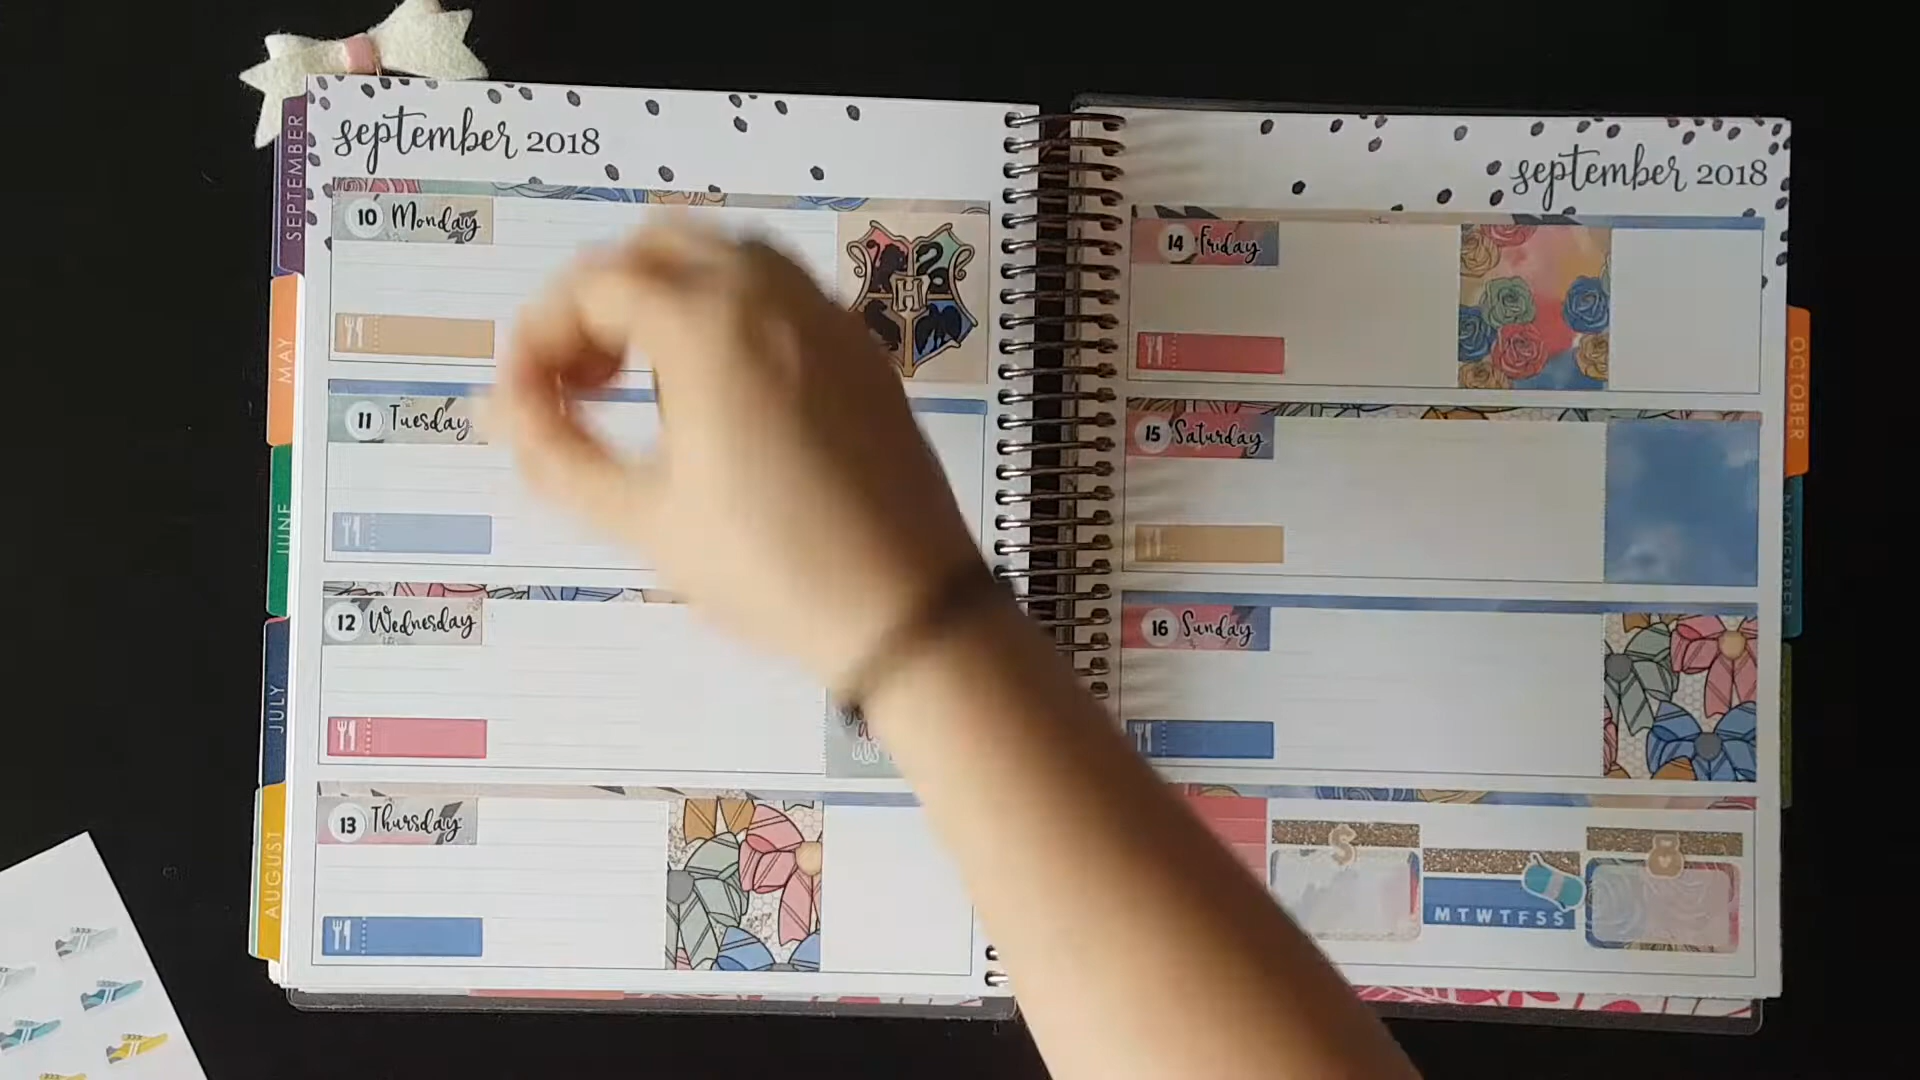 september 2018
september 2018
SEPTEMBER
MAY
JUNE
JULY
AUGUST
10 Monday
H
11 Tuesday
12 Wednesday
13 Thursday
14 Friday
15 Saturday
16 Sunday
$
M T W T F S S
OCTOBER
NOVEMBER